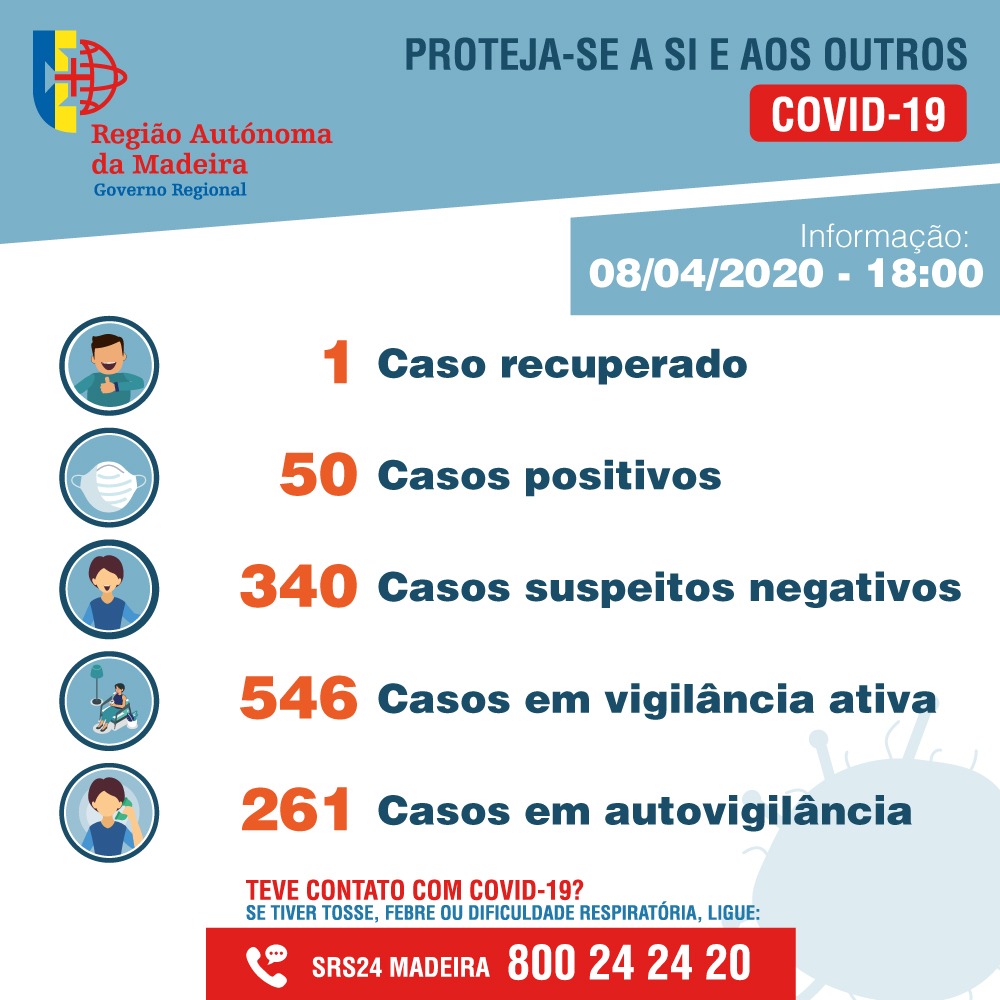 PROTEJA-SE A SI E AOS OUTROS
COVID-19
Região Autónoma
da Madeira
Governo Regional
Informação:
08/04/2020 - 18:00
1 Caso recuperado
50 Casos positivos
340 Casos suspeitos negativos
546 Casos em vigilância ativa
261 Casos em autovigilância
TEVE CONTATO COM COVID-19?
SE TIVER TOSSE, FEBRE OU DIFICULDADE RESPIRATÓRIA, LIGUE:
SRS24 MADEIRA 800 24 24 20